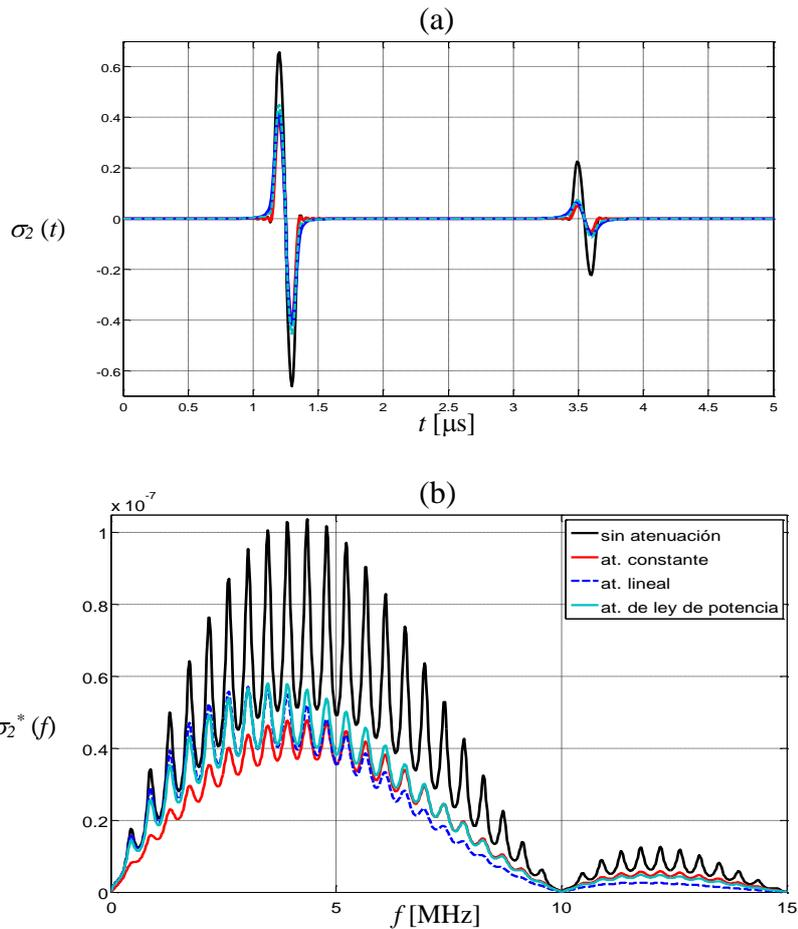 (a)
0.6
0.4
0.2
0
-0.2
-0.4
-0.6
σ2 (t)
0 0.5 1 1.5 2 2.5 3 3.5 4 4.5 5
t [μs]
(b)
x 10-7
1
0.8
0.6
0.4
0.2
0
σ2* (f)
sin atenuación
at. constante
at. lineal
at. de ley de potencia
0 5 10 15
f [MHz]